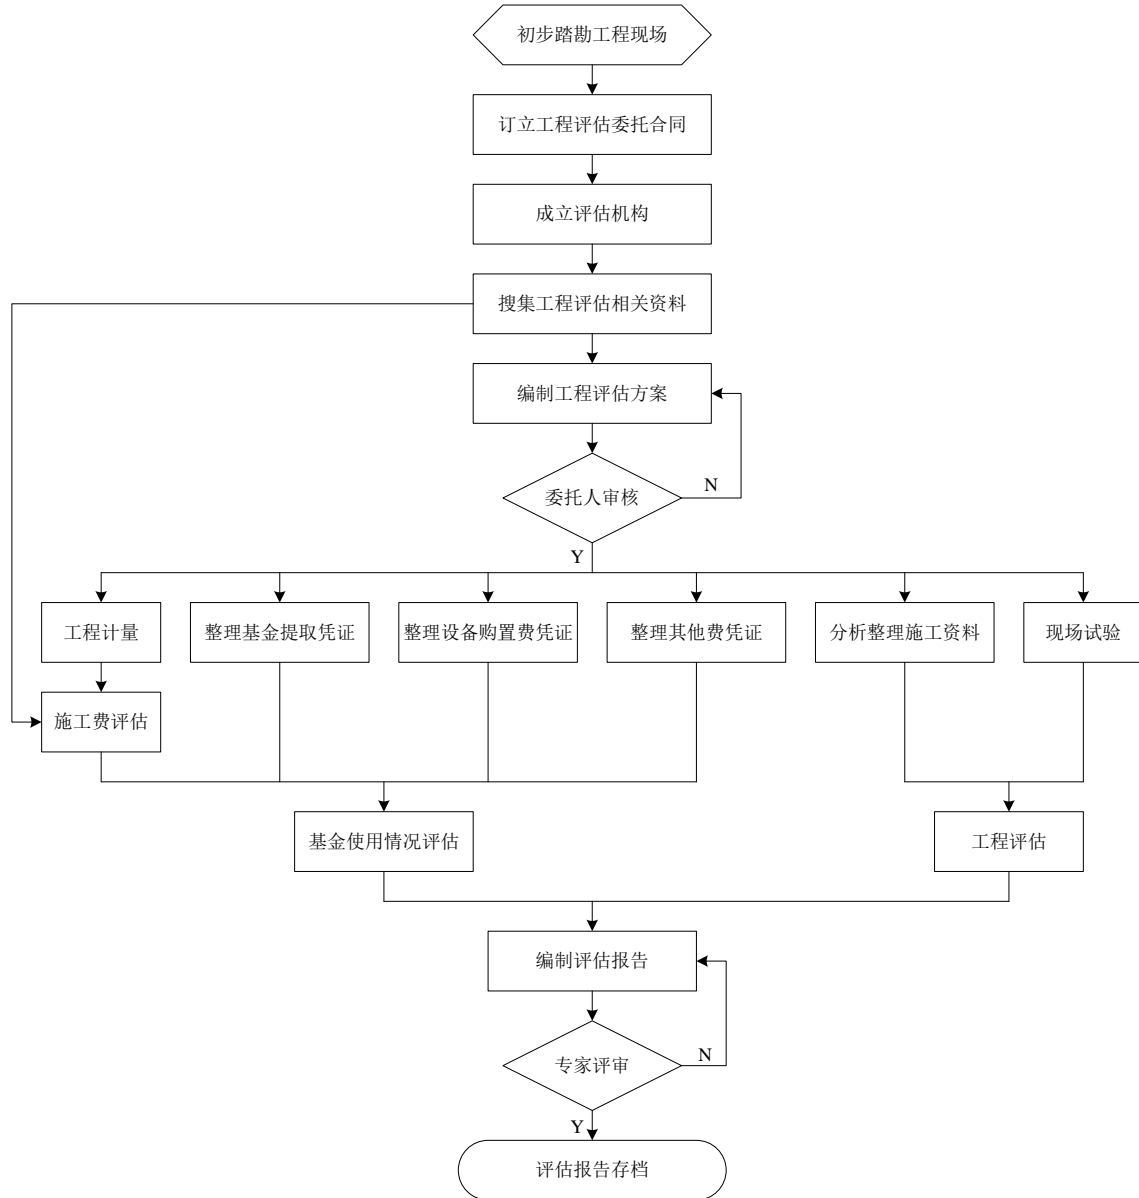 初步踏勘工程现场
订立工程评估委托合同
成立评估机构
搜集工程评估相关资料
编制工程评估方案
委托人审核
N
Y
工程计量
整理基金提取凭证
整理设备购置费凭证
整理其他费凭证
分析整理施工资料
现场试验
施工费评估
基金使用情况评估
工程评估
编制评估报告
专家评审
N
Y
评估报告存档